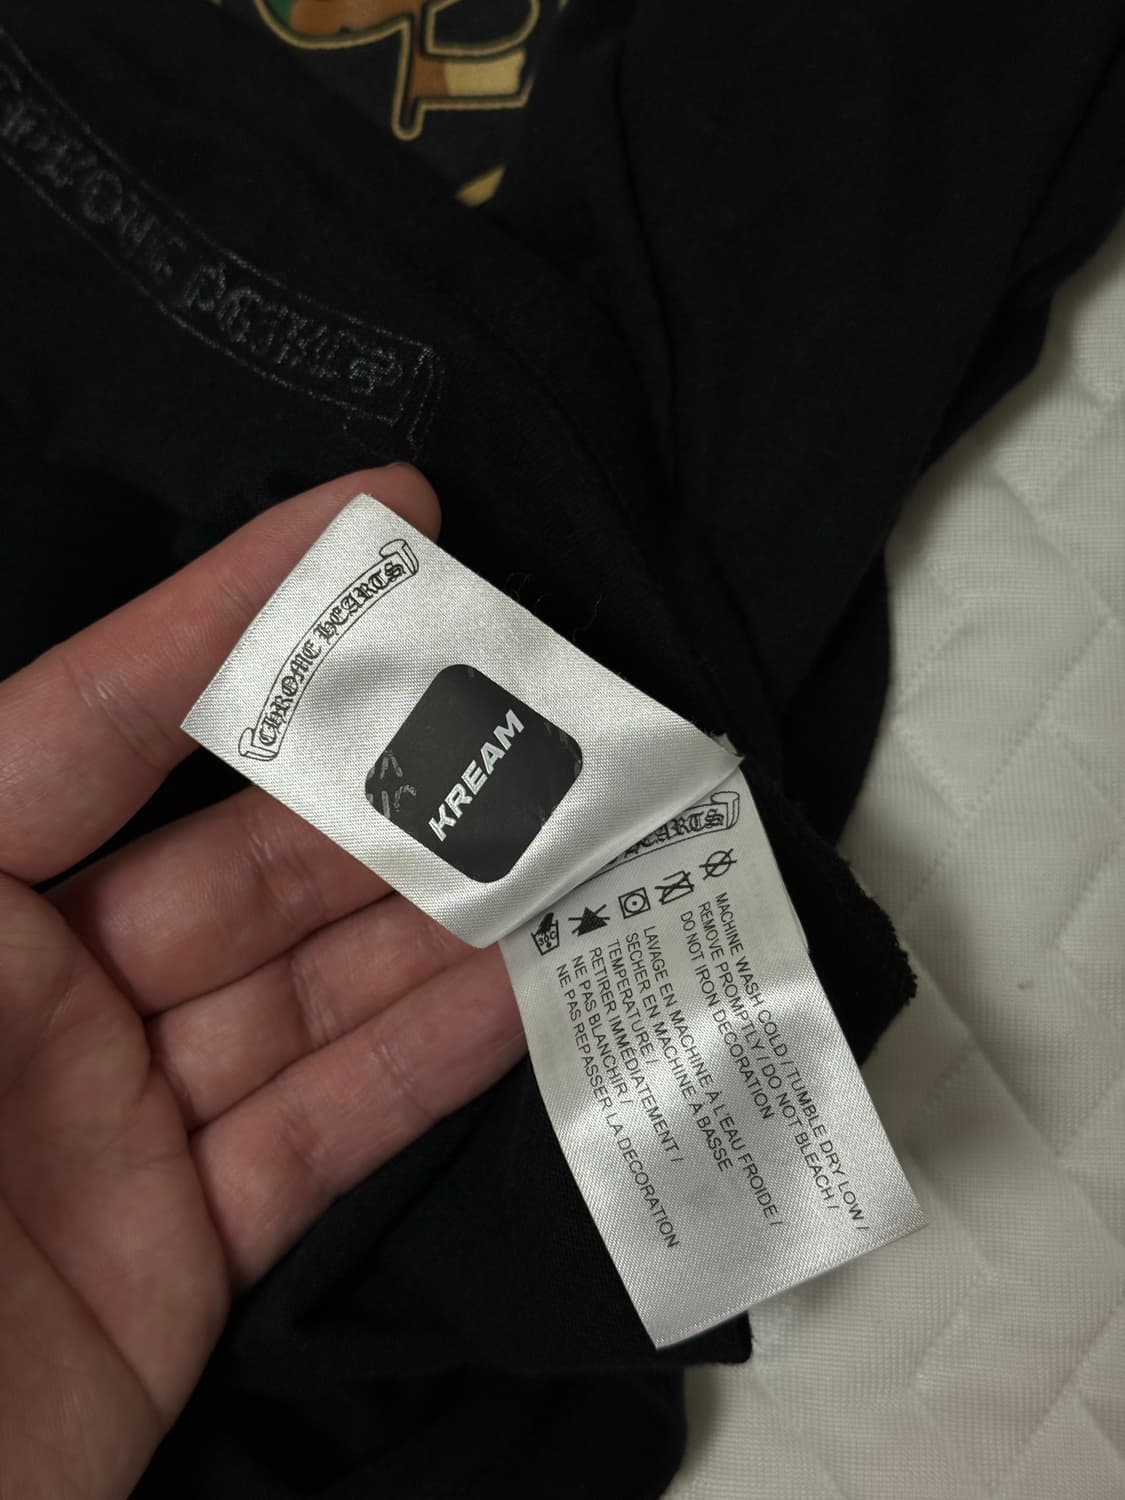 CHROME HEARTS
KREAM
HEARTS
30C
MACHINE WASH COLD / TUMBLE DRY LOW /
REMOVE PROMPTLY / DO NOT BLEACH /
DO NOT IRON DECORATION
LAVAGE EN MACHINE À L'EAU FROIDE /
SECHER EN MACHINE A BASSE
TEMPERATURE /
RETIRER IMMÉDIATEMENT /
NE PAS BLANCHIR /
NE PAS REPASSER LA DECORATION